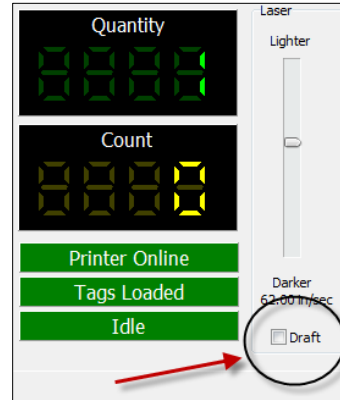 Quantity
1
Count
0
Printer Online
Tags Loaded
Idle
Laser
Lighter
Darker
62.00 in/sec
Draft